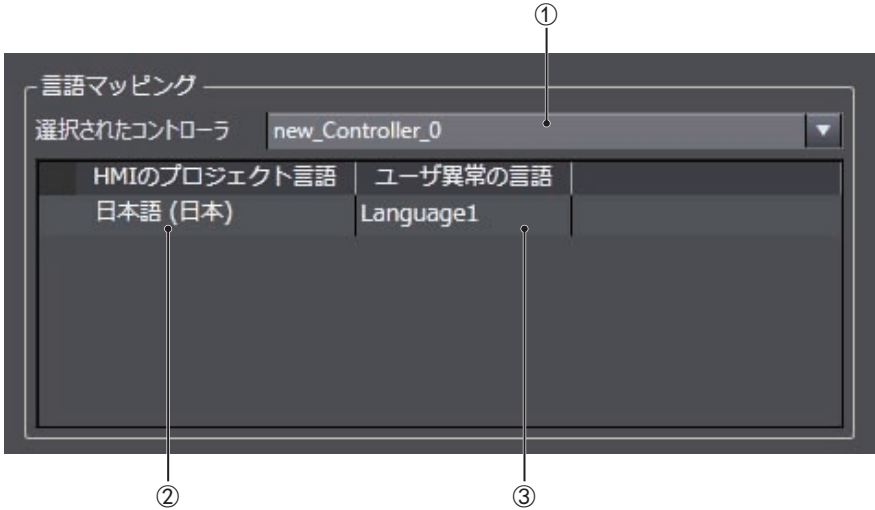 ①
言語マッピング
選択されたコントローラ new_Controller_0
HMIのプロジェクト言語 ユーザ異常の言語
日本語 (日本) Language1
② ③